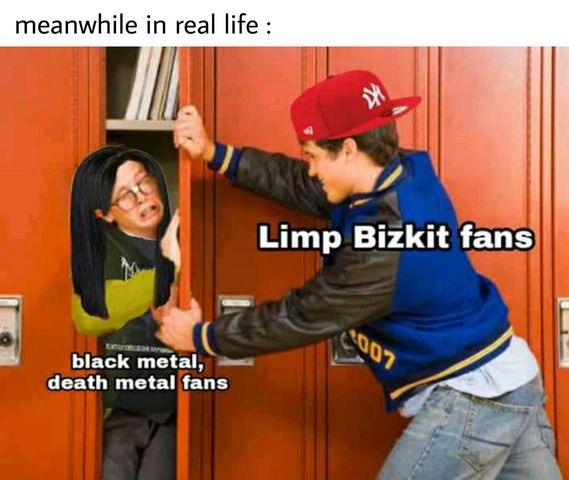 meanwhile in real life :
Limp Bizkit fans
2007
black metal,
death metal fans